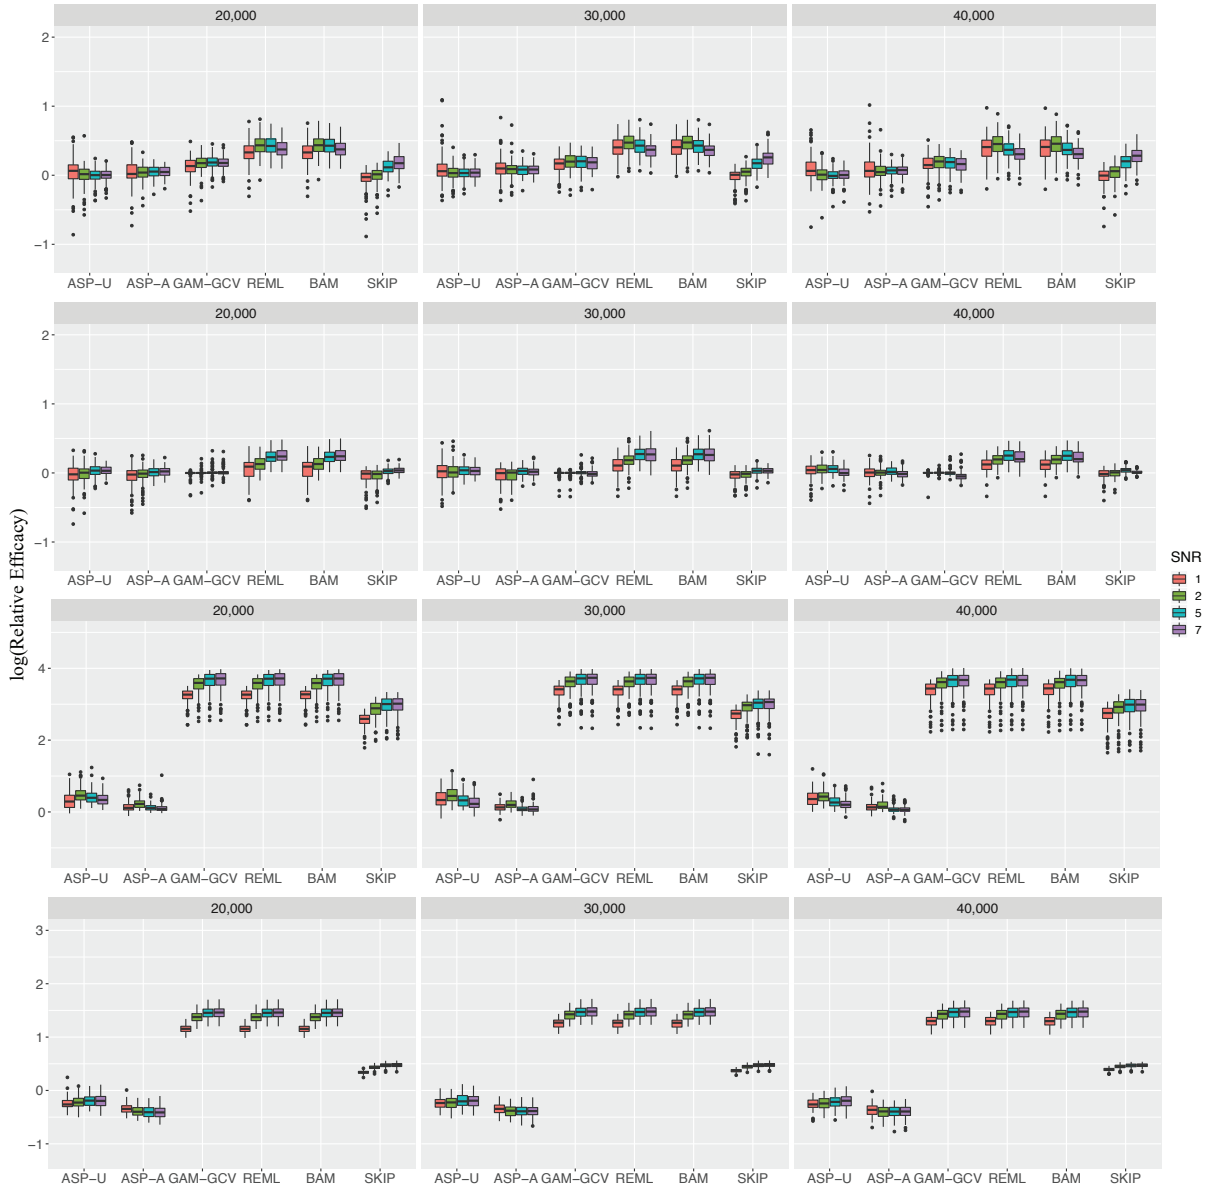 20,000 30,000 40,000
2
1
0
−1
ASP−U ASP−A GAM−GCV REML BAM SKIP ASP−U ASP−A GAM−GCV REML BAM SKIP ASP−U ASP−A GAM−GCV REML BAM SKIP
20,000 30,000 40,000
2
1
0
−1
ASP−U ASP−A GAM−GCV REML BAM SKIP ASP−U ASP−A GAM−GCV REML BAM SKIP ASP−U ASP−A GAM−GCV REML BAM SKIP
log(Relative Efficacy)
SNR
1
2
5
7
20,000 30,000 40,000
4
2
0
ASP−U ASP−A GAM−GCV REML BAM SKIP ASP−U ASP−A GAM−GCV REML BAM SKIP ASP−U ASP−A GAM−GCV REML BAM SKIP
20,000 30,000 40,000
3
2
1
0
−1
ASP−U ASP−A GAM−GCV REML BAM SKIP ASP−U ASP−A GAM−GCV REML BAM SKIP ASP−U ASP−A GAM−GCV REML BAM SKIP